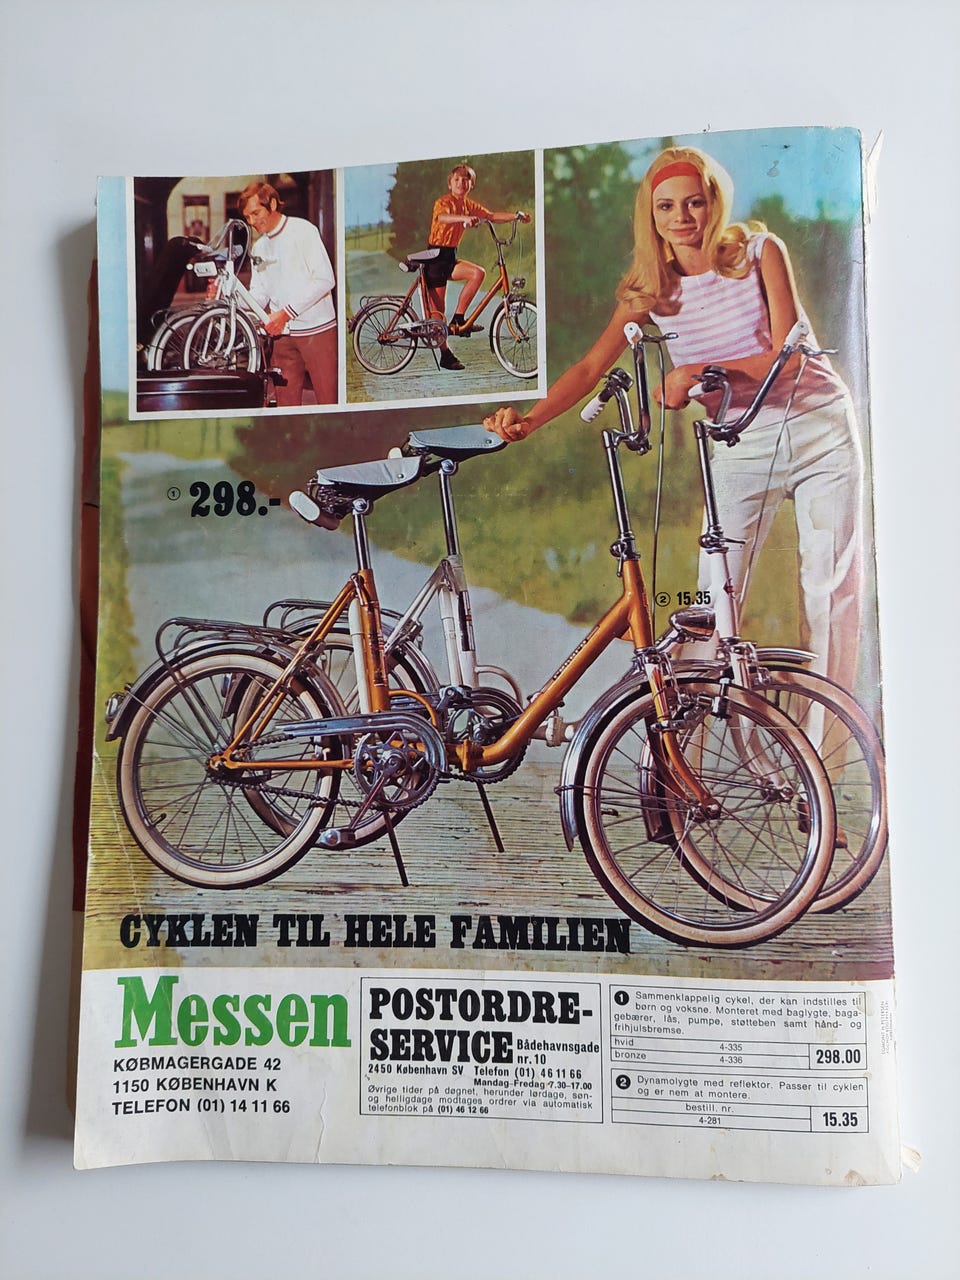 1 298.-
2 15.35
CYKLEN TIL HELE FAMILIEN
Messen
KØBMAGERGADE 42
1150 KØBENHAVN K
TELEFON (01) 14 11 66
POSTORDRE-
SERVICE Bådehavnsgade
nr. 10
2450 København SV Telefon (01) 46 11 66
Mandag-Fredag 7.30-17.00
Øvrige tider på døgnet, herunder lørdage, søn-
og helligdage modtages ordrer via automatisk
telefonblok på (01) 46 12 66
1 Sammenklappelig cykel, der kan indstilles til
børn og voksne. Monteret med baglygte, baga-
gebærer, lås, pumpe, støtteben samt hånd- og
frihjulsbremse.
hvid 4-335
bronze 4-336 298.00
2 Dynamolygte med reflektor. Passer til cyklen
og er nem at montere.
bestill. nr.
4-281 15.35